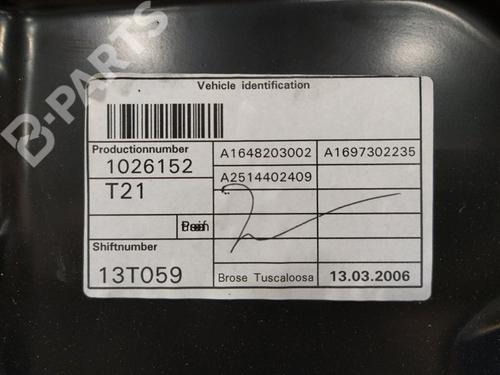 B-PARTS
Vehicle identification
Productionnumber
1026152
A1648203002 A1697302235
T21
A2514402409
Shiftnumber
13T059
Brose Tuscaloosa 13.03.2006